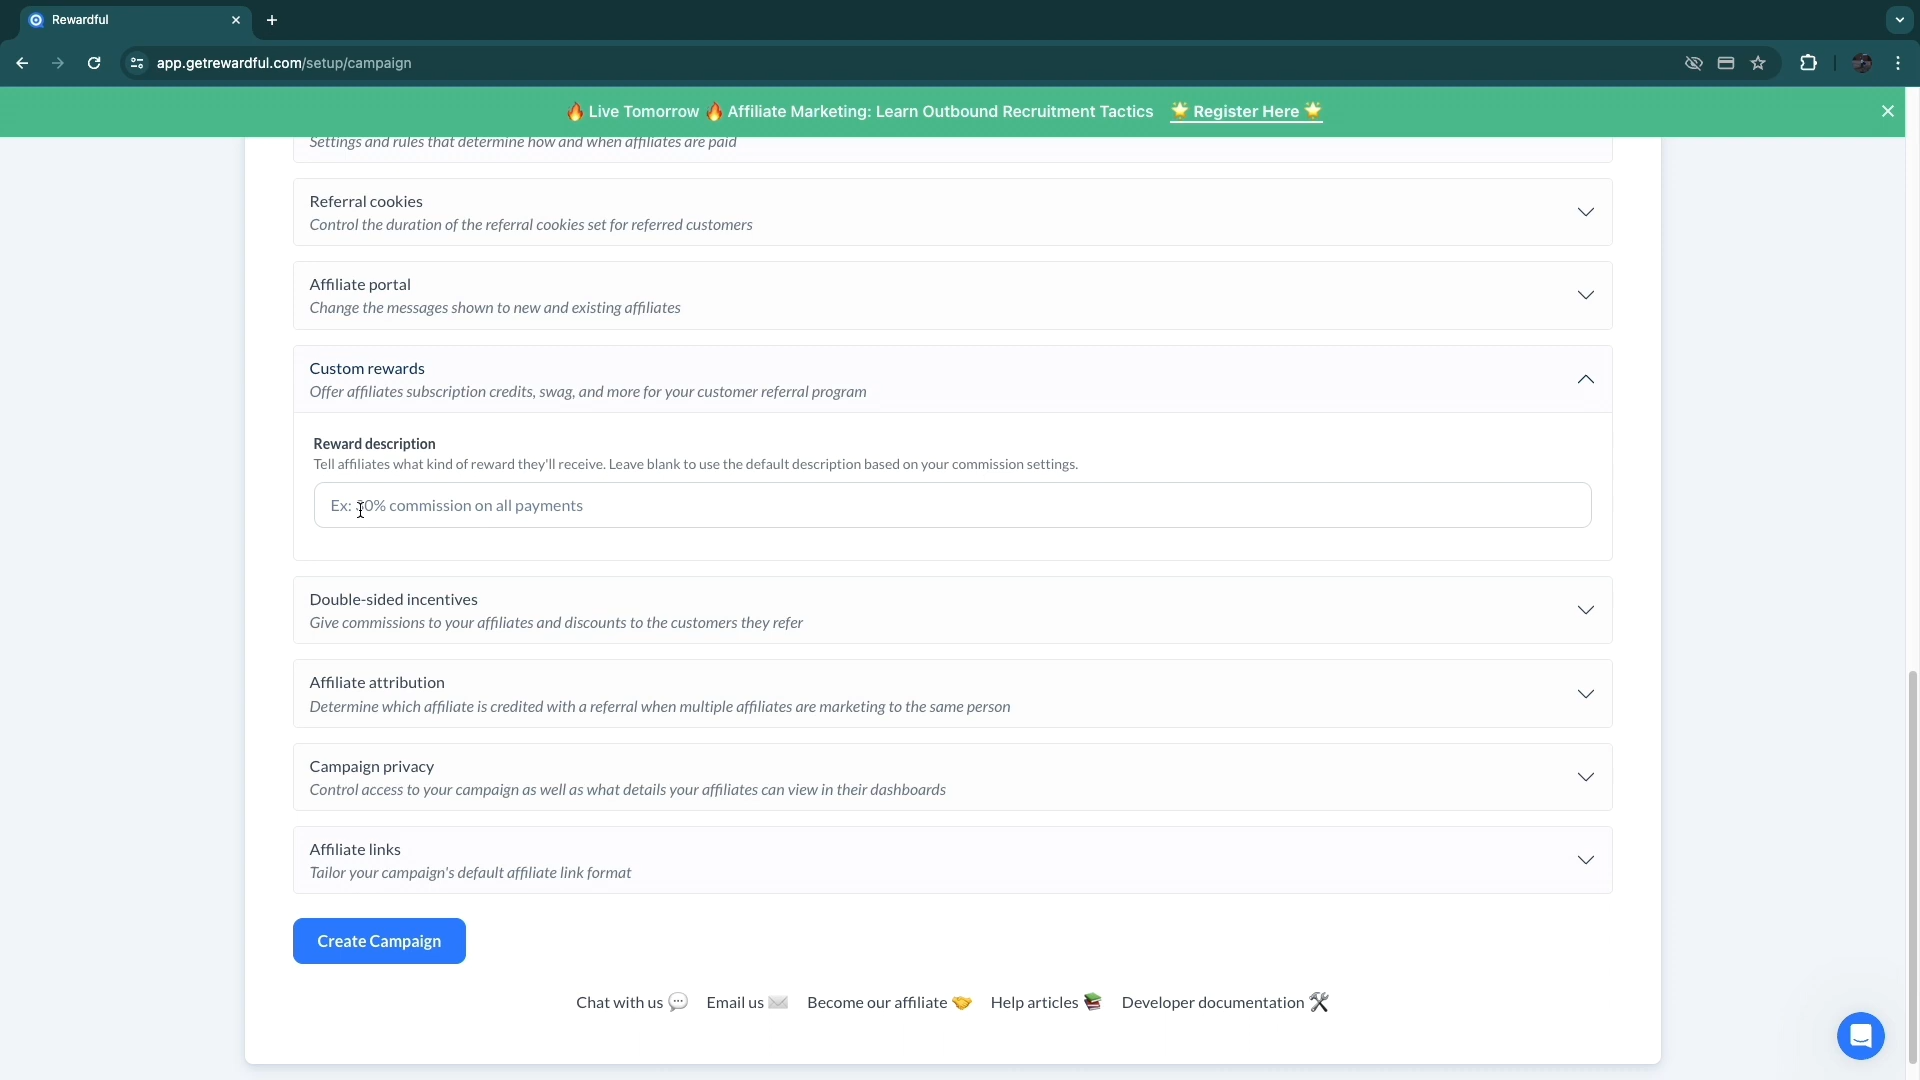 Rewardful
app.getrewardful.com/setup/campaign
🔥 Live Tomorrow 🔥 Affiliate Marketing: Learn Outbound Recruitment Tactics 🌟 Register Here 🌟
Settings and rules that determine how and when affiliates are paid
Referral cookies
Control the duration of the referral cookies set for referred customers
Affiliate portal
Change the messages shown to new and existing affiliates
Custom rewards
Offer affiliates subscription credits, swag, and more for your customer referral program
Reward description
Tell affiliates what kind of reward they'll receive. Leave blank to use the default description based on your commission settings.
Ex: 30% commission on all payments
Double-sided incentives
Give commissions to your affiliates and discounts to the customers they refer
Affiliate attribution
Determine which affiliate is credited with a referral when multiple affiliates are marketing to the same person
Campaign privacy
Control access to your campaign as well as what details your affiliates can view in their dashboards
Affiliate links
Tailor your campaign's default affiliate link format
Create Campaign
Chat with us 💬 Email us ✉️ Become our affiliate 🤝 Help articles 📚 Developer documentation 🛠️